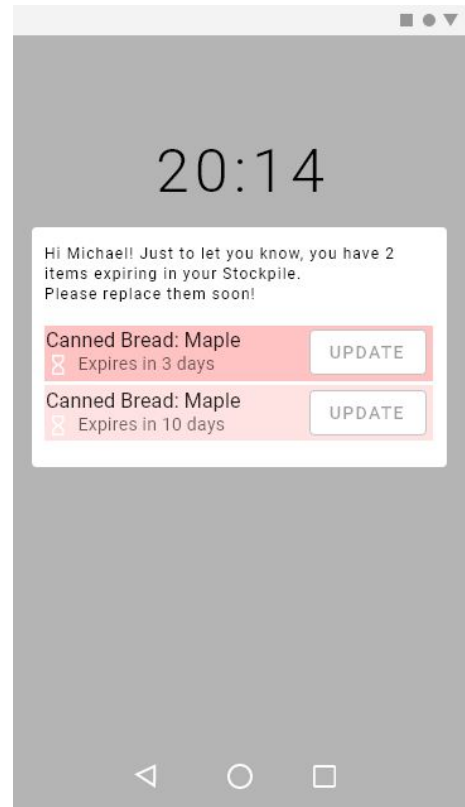 20:14
Hi Michael! Just to let you know, you have 2
items expiring in your Stockpile.
Please replace them soon!
Canned Bread: Maple
Expires in 3 days
UPDATE
Canned Bread: Maple
Expires in 10 days
UPDATE